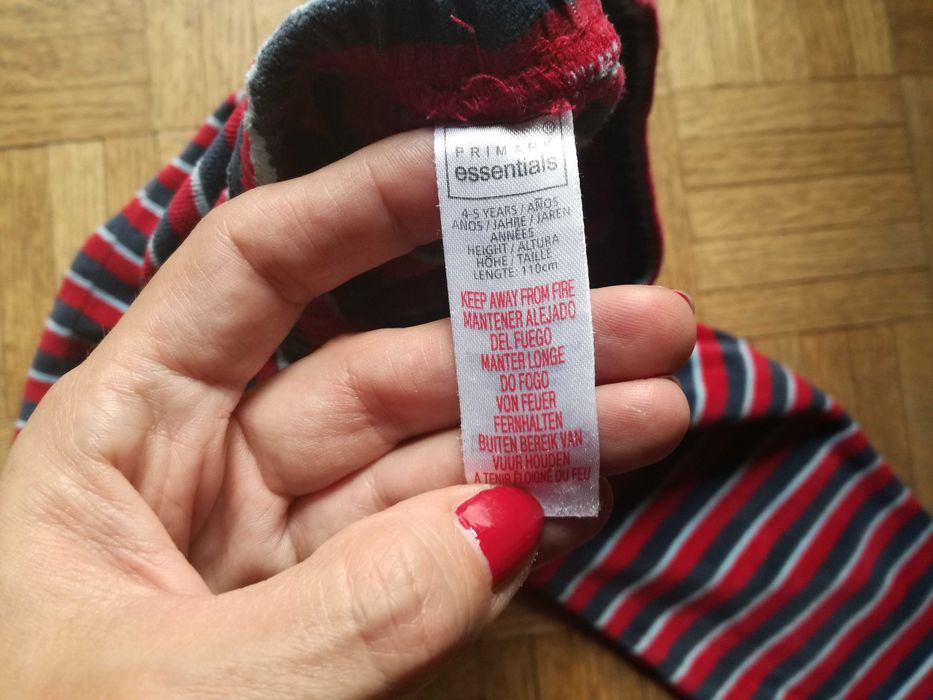 PRIMARK®
essentials
4-5 YEARS / AÑOS
AÑOS / JAHRE / JAREN
ANNÉES
HEIGHT / ALTURA
HÖHE / TAILLE
LENGTE: 110cm
KEEP AWAY FROM FIRE
MANTENER ALEJADO
DEL FUEGO
MANTER LONGE
DO FOGO
VON FEUER
FERNHALTEN
BUITEN BEREIK VAN
VUUR HOUDEN
A TENIR ÉLOIGNÉ DU FEU